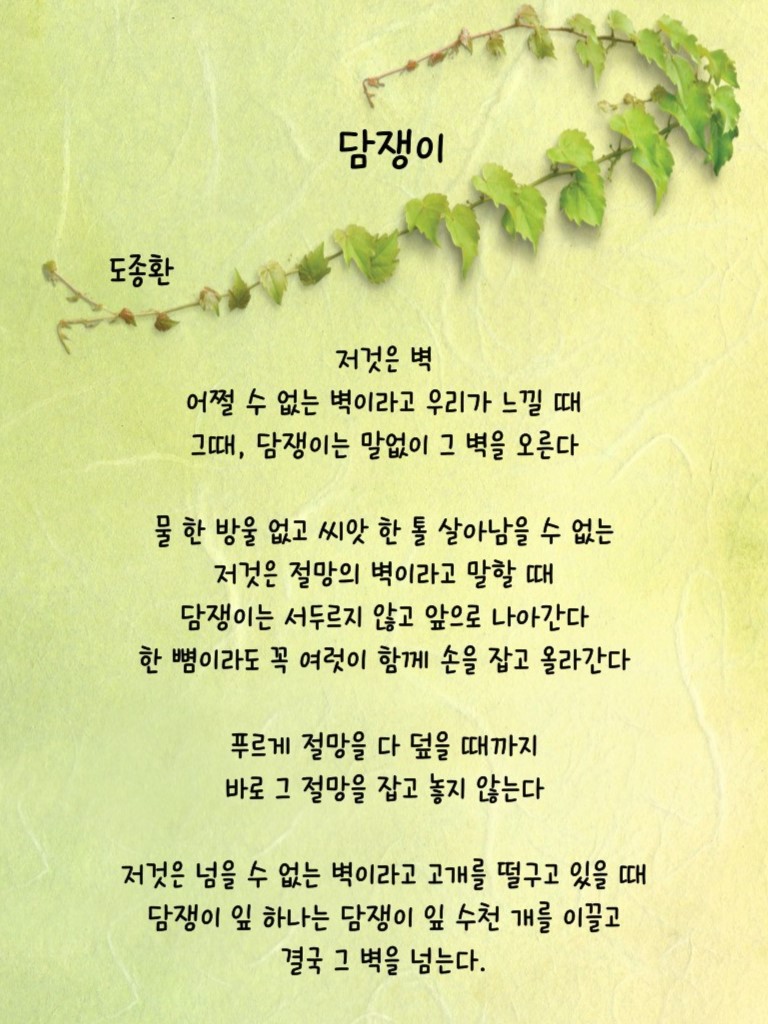 담쟁이
도종환
저것은 벽
어쩔 수 없는 벽이라고 우리가 느낄 때
그때, 담쟁이는 말없이 그 벽을 오른다
물 한 방울 없고 씨앗 한 톨 살아남을 수 없는
저것은 절망의 벽이라고 말할 때
담쟁이는 서두르지 않고 앞으로 나아간다
한 뼘이라도 꼭 여럿이 함께 손을 잡고 올라간다
푸르게 절망을 다 덮을 때까지
바로 그 절망을 잡고 놓지 않는다
저것은 넘을 수 없는 벽이라고 고개를 떨구고 있을 때
담쟁이 잎 하나는 담쟁이 잎 수천 개를 이끌고
결국 그 벽을 넘는다.